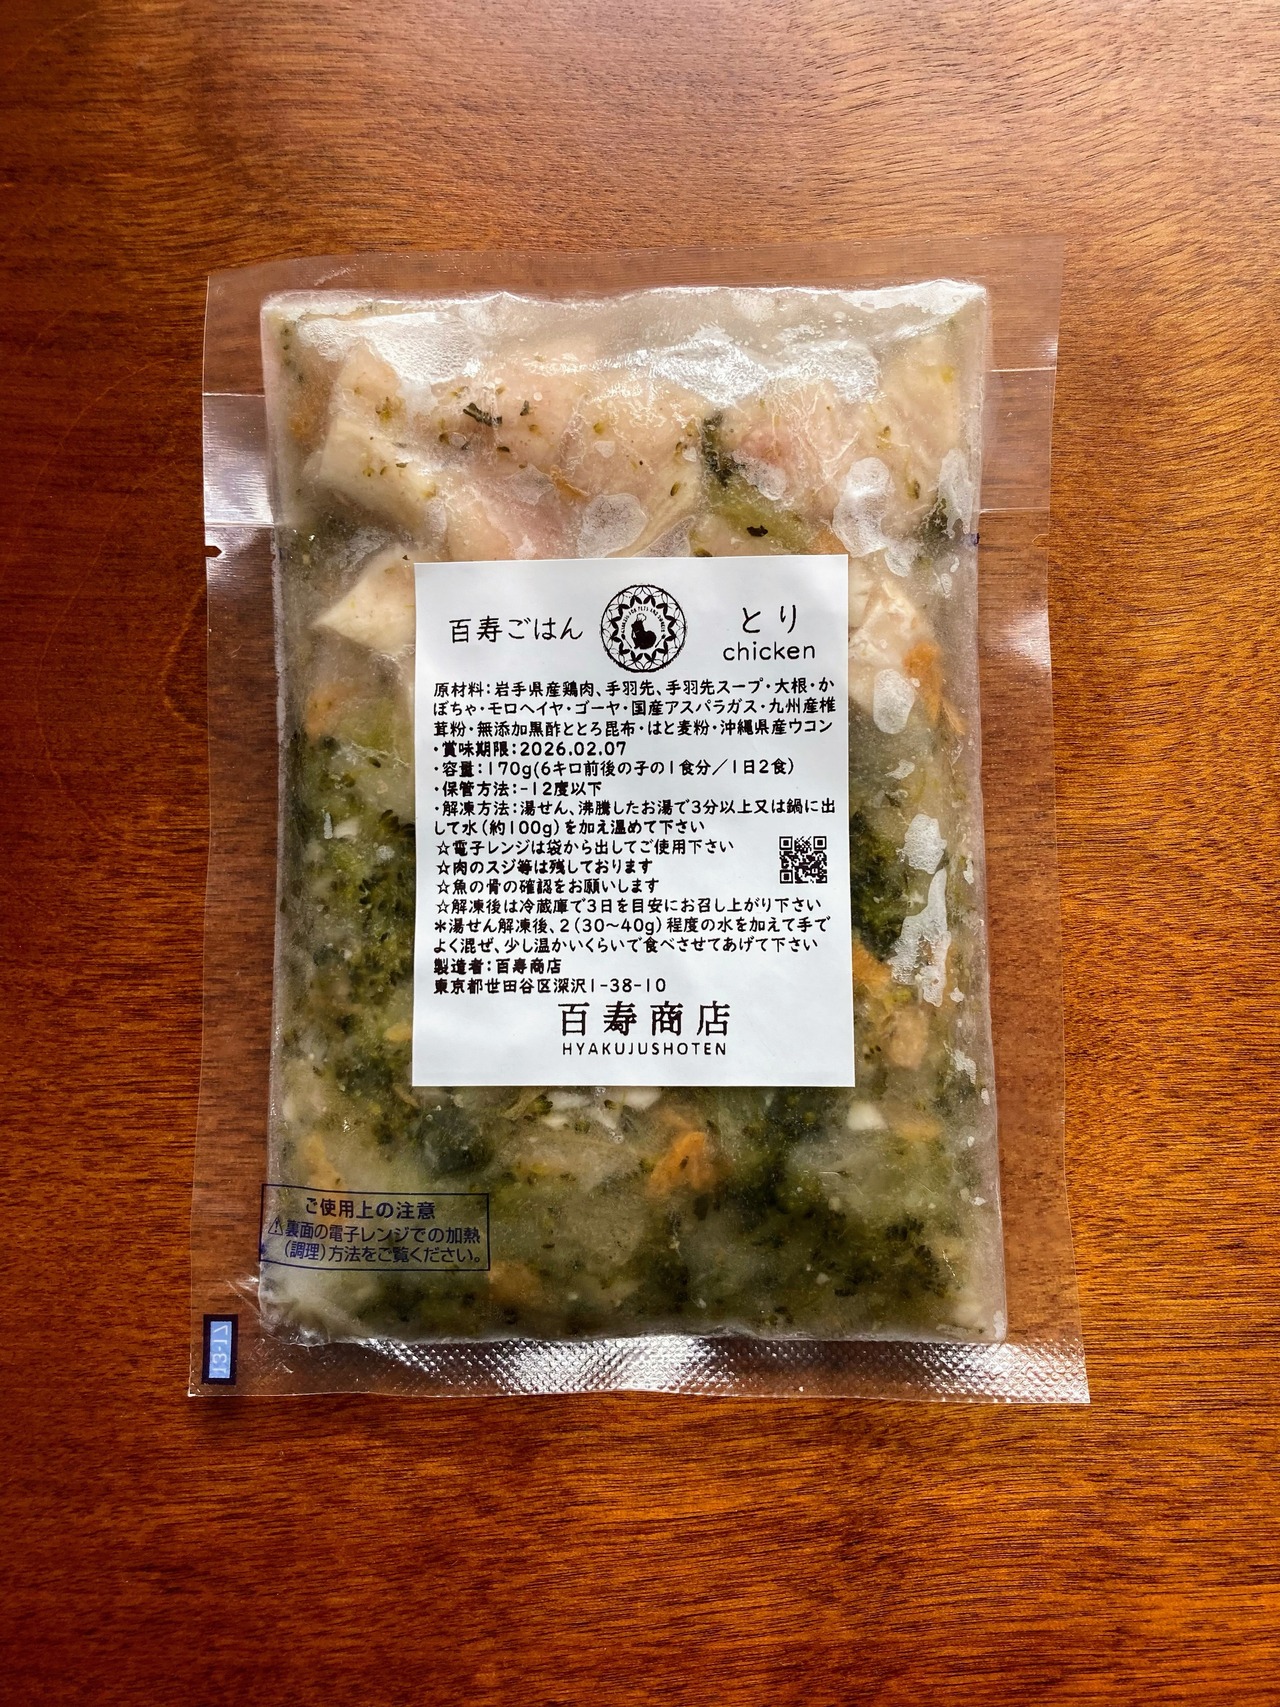 百寿ごはん
とり
chicken
原材料:岩手県産鶏肉、手羽先、手羽先スープ・大根・か
ぼちゃ・モロヘイヤ・ゴーヤ・国産アスパラガス・九州産椎
茸粉・無添加黒酢ととろ昆布・はと麦粉・沖縄県産ウコン
・賞味期限:2026.02.07
・容量:170g(6キロ前後の子の1食分/1日2食)
・保管方法:-12度以下
・解凍方法:湯せん、沸騰したお湯で3分以上又は鍋に出
して水(約100g)を加え温めて下さい
☆電子レンジは袋から出してご使用下さい
☆肉のスジ等は残しております
☆魚の骨の確認をお願いします
☆解凍後は冷蔵庫で3日を目安にお召し上がり下さい
*湯せん解凍後、2(30〜40g)程度の水を加えて手で
よく混ぜ、少し温かいくらいで食べさせてあげて下さい
製造者:百寿商店
東京都世田谷区深沢1-38-10
百寿商店
HYAKUJUSHOTEN
ご使用上の注意
⚠裏面の電子レンジでの加熱
(調理)方法をご覧ください。
13-17